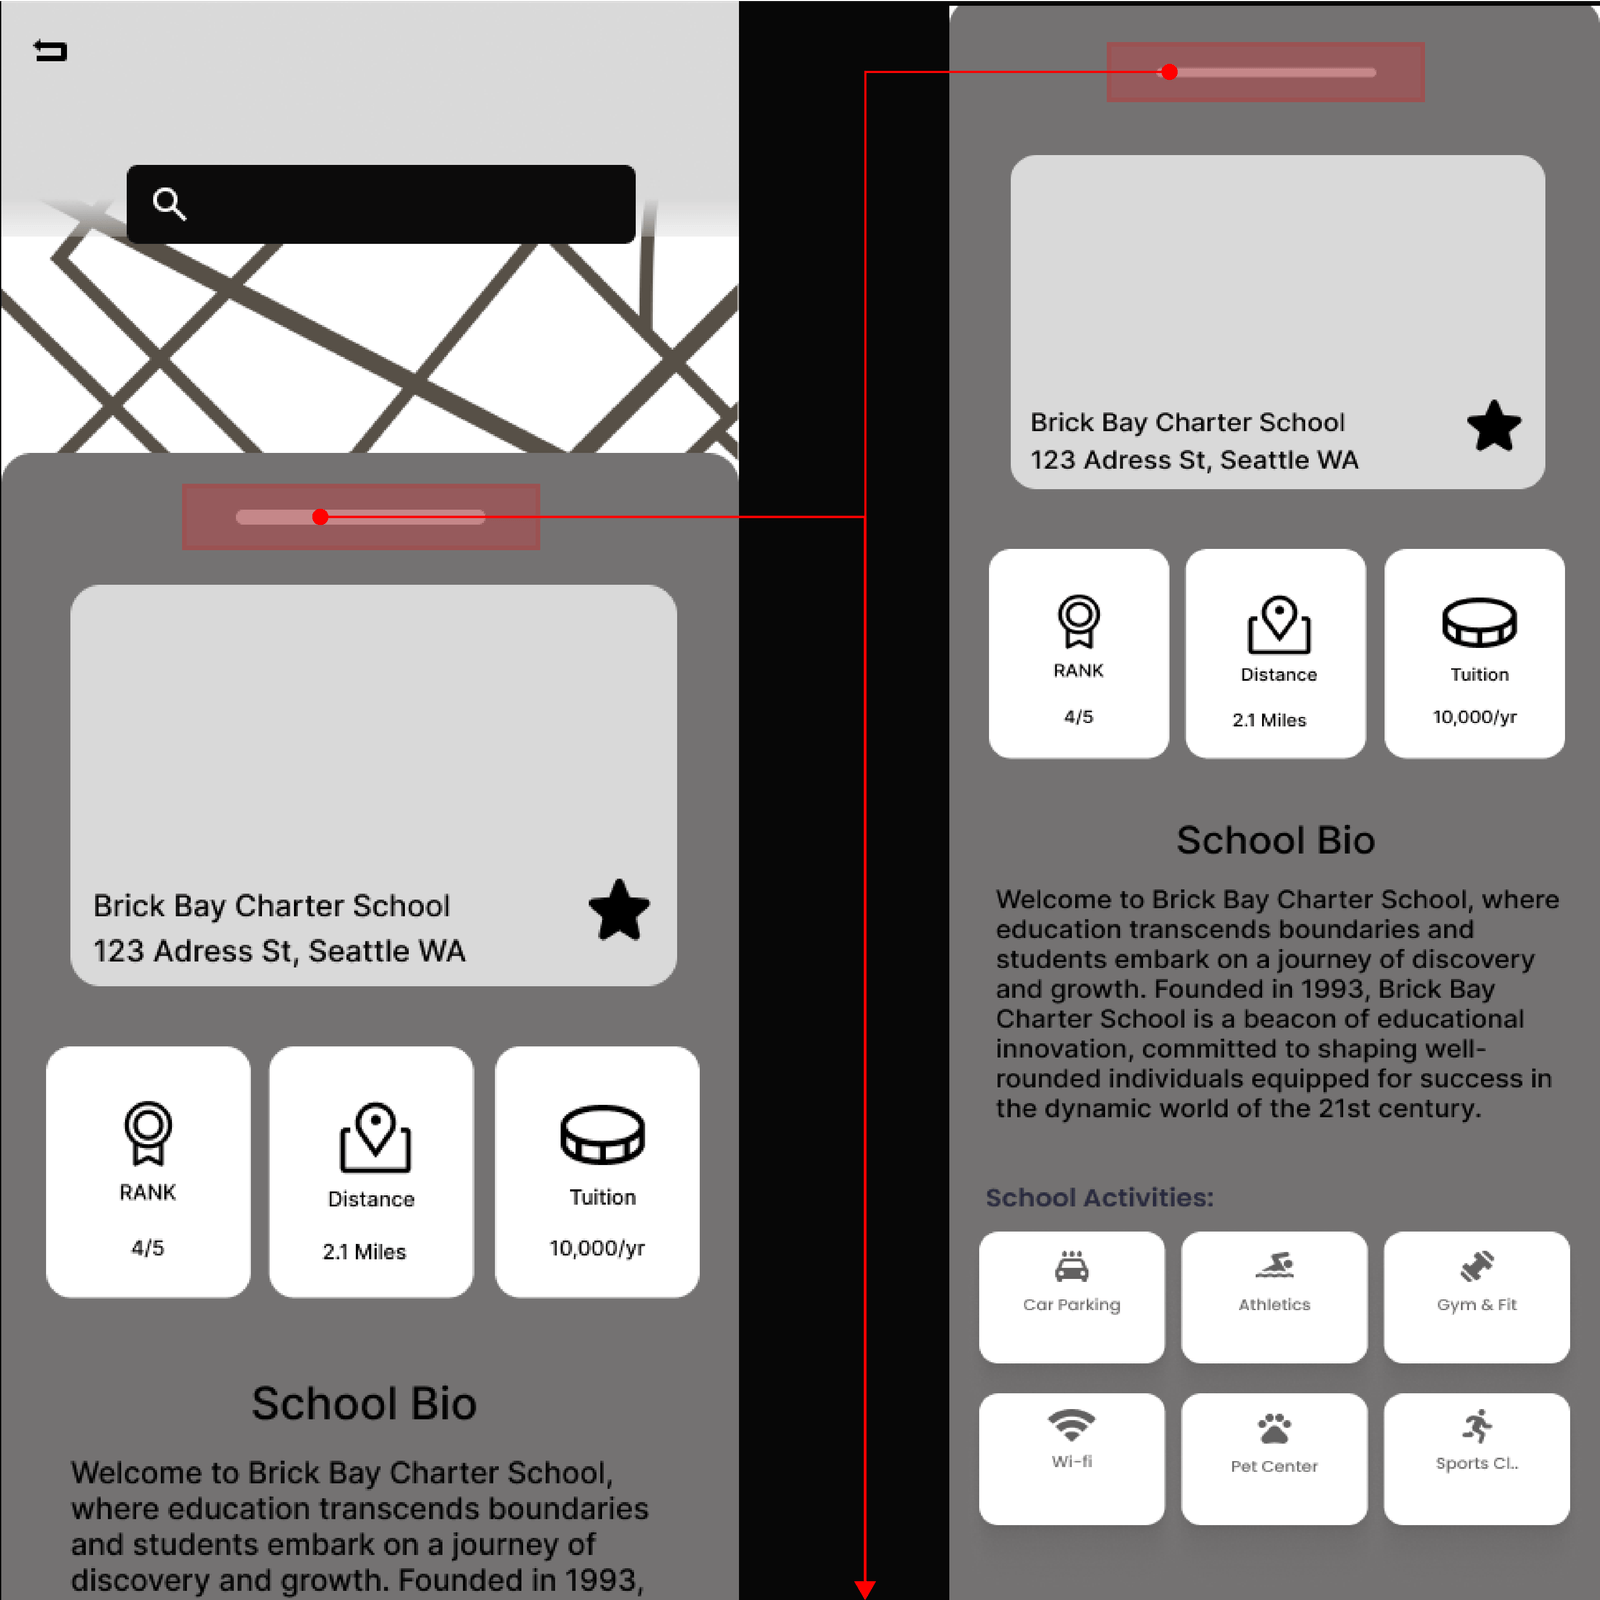 Brick Bay Charter School
123 Adress St, Seattle WA
RANK
4/5
Distance
2.1 Miles
Tuition
10,000/yr
School Bio
Welcome to Brick Bay Charter School,
where education transcends boundaries
and students embark on a journey of
discovery and growth. Founded in 1993,
Brick Bay Charter School
123 Adress St, Seattle WA
RANK
4/5
Distance
2.1 Miles
Tuition
10,000/yr
School Bio
Welcome to Brick Bay Charter School, where
education transcends boundaries and
students embark on a journey of discovery
and growth. Founded in 1993, Brick Bay
Charter School is a beacon of educational
innovation, committed to shaping well-
rounded individuals equipped for success in
the dynamic world of the 21st century.
School Activities:
Car Parking
Athletics
Gym & Fit
Wi-fi
Pet Center
Sports Cl..